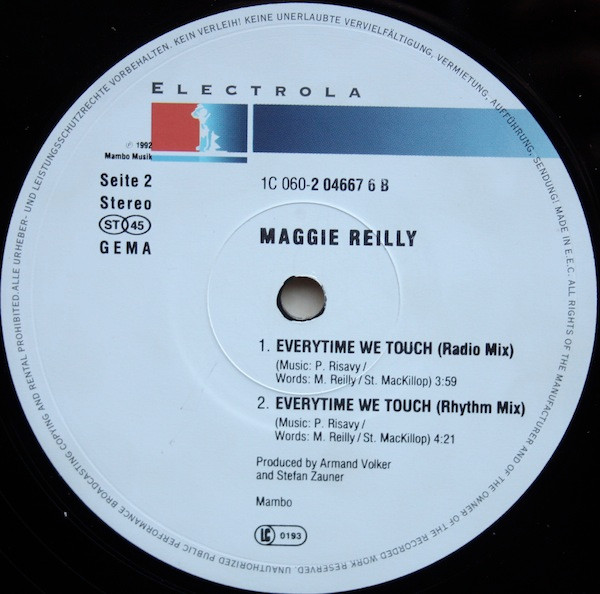 ELECTROLA
℗ 1992
Mambo Musik
Seite 2
Stereo
ST 45
GEMA
1C 060-2 04667 6 B
MAGGIE REILLY
1. EVERYTIME WE TOUCH (Radio Mix)
(Music: P. Risavy /
Words: M. Reilly / St. MacKillop) 3:59
2. EVERYTIME WE TOUCH (Rhythm Mix)
(Music: P. Risavy /
Words: M. Reilly / St. MacKillop) 4:21
Produced by Armand Volker
and Stefan Zauner
Mambo
LC 0193
ALLE URHEBER- UND LEISTUNGSSCHUTZRECHTE VORBEHALTEN. KEIN VERLEIH! KEINE UNERLAUBTE VERVIELFÄLTIGUNG, VERMIETUNG, AUFFÜHRUNG, SENDUNG! MADE IN E.E.C. ALL RIGHTS OF THE MANUFACTURER AND OF THE OWNER OF THE RECORDED WORK RESERVED. UNAUTHORIZED PUBLIC PERFORMANCE BROADCASTING COPYING AND RENTAL PROHIBITED.